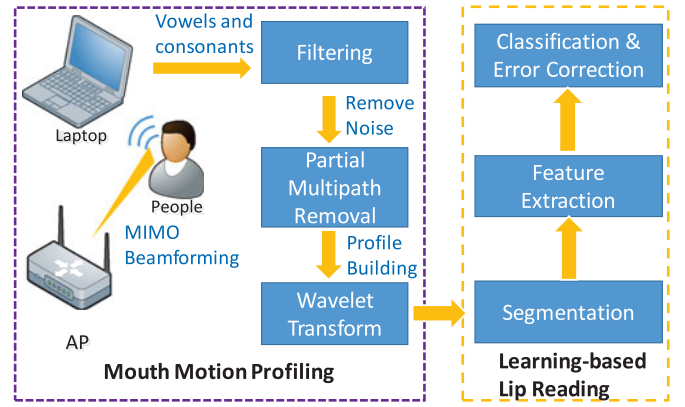 Vowels and
consonants
Filtering
Laptop
Remove
Noise
People
Partial
Multipath
Removal
MIMO
Beamforming
Profile
Building
AP
Wavelet
Transform
Mouth Motion Profiling
Classification &
Error Correction
Feature
Extraction
Segmentation
Learning-based
Lip Reading